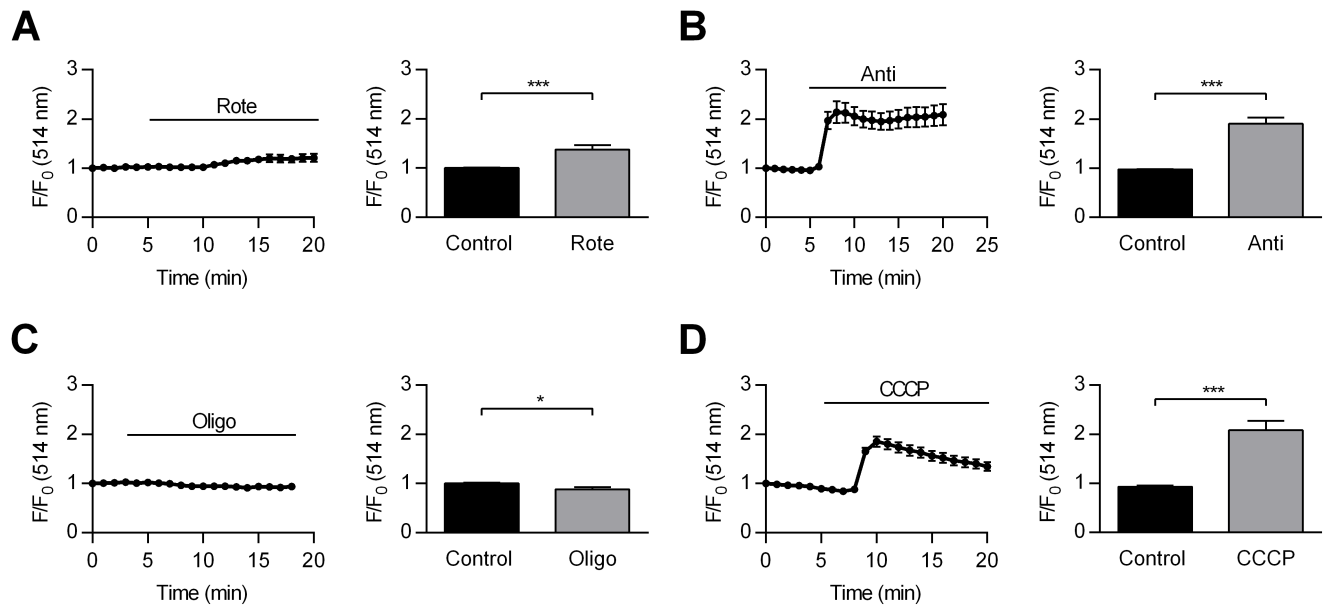 A
F/F0 (514 nm)
3
2
1
0
Rote
0 5 10 15 20
Time (min)
F/F0 (514 nm)
3
2
1
0
***
Control Rote
B
F/F0 (514 nm)
3
2
1
0
Anti
0 5 10 15 20 25
Time (min)
F/F0 (514 nm)
3
2
1
0
***
Control Anti
C
F/F0 (514 nm)
3
2
1
0
Oligo
0 5 10 15 20
Time (min)
F/F0 (514 nm)
3
2
1
0
*
Control Oligo
D
F/F0 (514 nm)
3
2
1
0
CCCP
0 5 10 15 20
Time (min)
F/F0 (514 nm)
3
2
1
0
***
Control CCCP